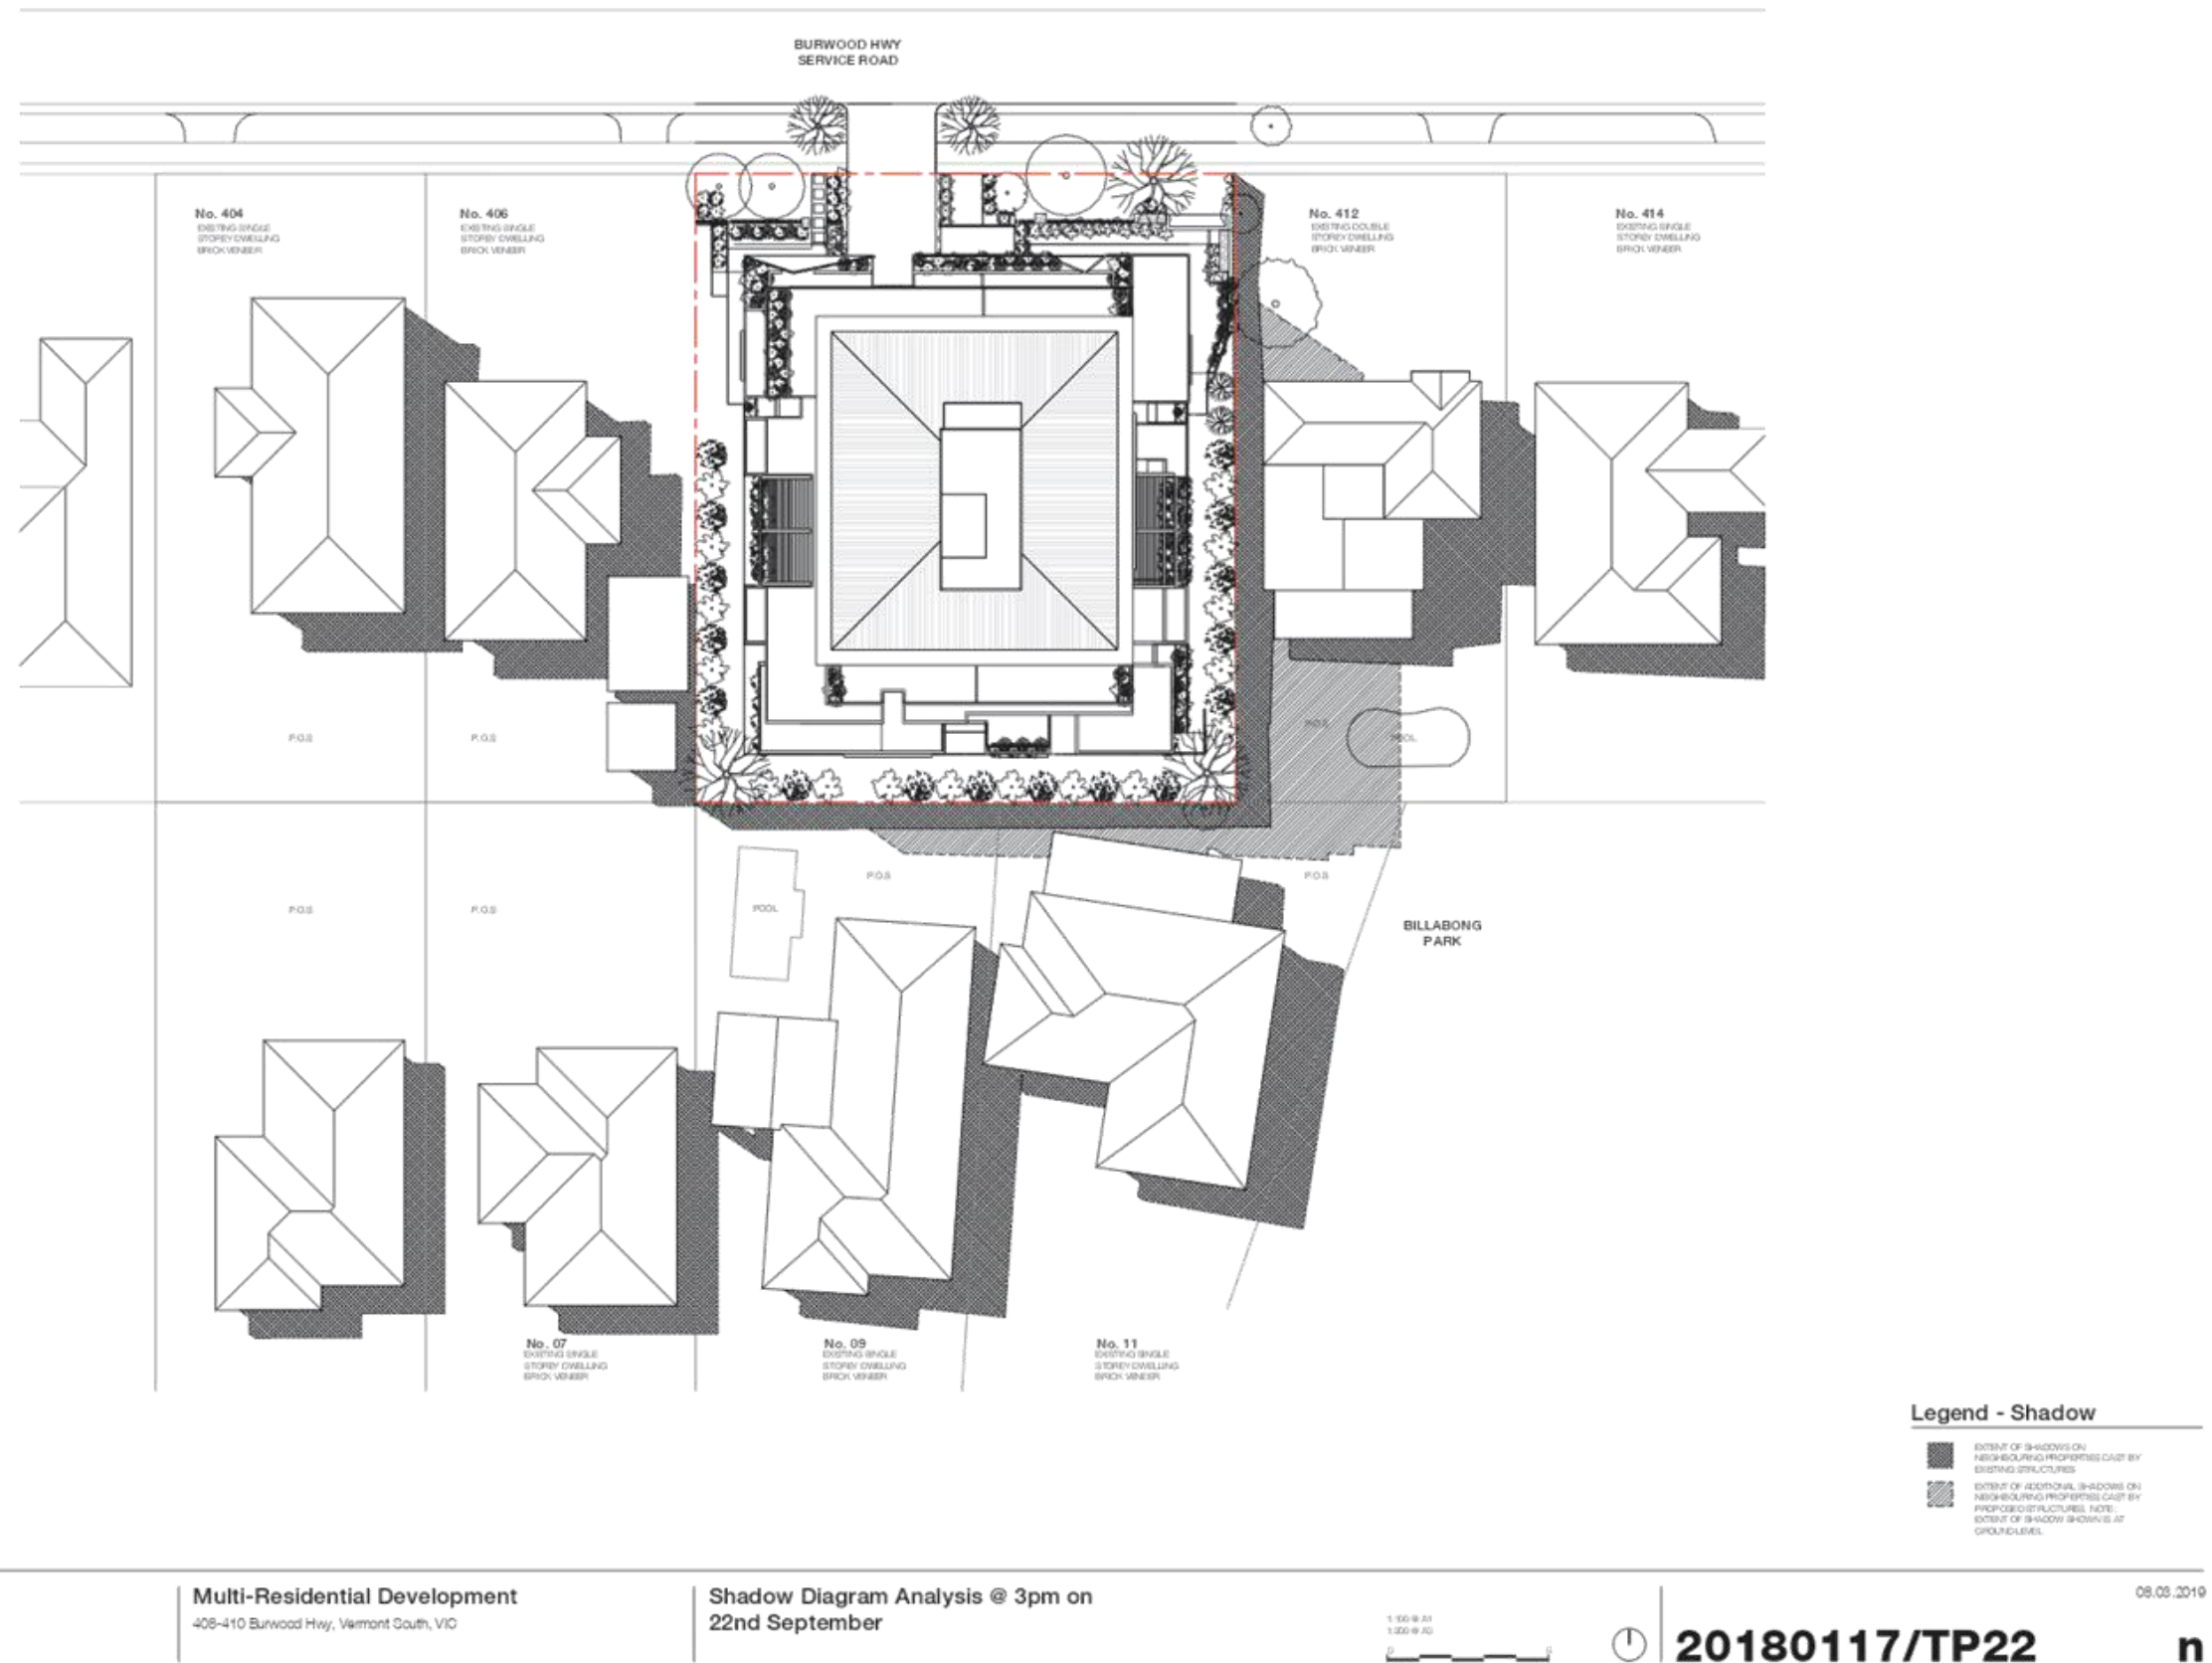 BURWOOD HWY
SERVICE ROAD
No. 404
EXISTING SINGLE
STOREY DWELLING
BRICK VENEER
No. 406
EXISTING SINGLE
STOREY DWELLING
BRICK VENEER
No. 412
EXISTING DOUBLE
STOREY DWELLING
BRICK VENEER
No. 414
EXISTING SINGLE
STOREY DWELLING
BRICK VENEER
P.O.S
P.O.S
P.O.S
POOL
P.O.S
P.O.S
P.O.S
POOL
P.O.S
BILLABONG
PARK
No. 07
EXISTING SINGLE
STOREY DWELLING
BRICK VENEER
No. 09
EXISTING SINGLE
STOREY DWELLING
BRICK VENEER
No. 11
EXISTING SINGLE
STOREY DWELLING
BRICK VENEER
Legend - Shadow
EXTENT OF SHADOWS ON
NEIGHBOURING PROPERTIES CAST BY
EXISTING STRUCTURES
EXTENT OF ADDITIONAL SHADOWS ON
NEIGHBOURING PROPERTIES CAST BY
PROPOSED STRUCTURES. NOTE:
EXTENT OF SHADOW SHOWN IS AT
GROUND LEVEL
Multi-Residential Development
408-410 Burwood Hwy, Vermont South, VIC
Shadow Diagram Analysis @ 3pm on
22nd September
08.03.2019
20180117/TP22
n